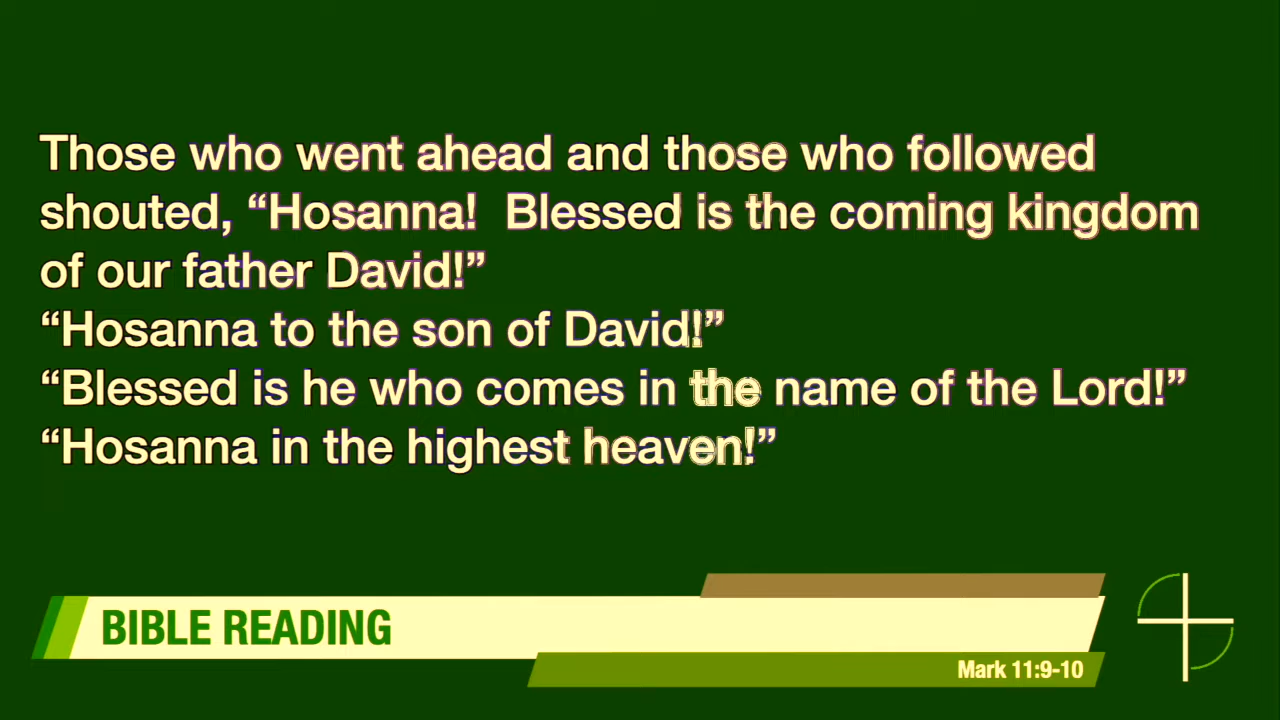 Those who went ahead and those who followed
shouted, “Hosanna!  Blessed is the coming kingdom
of our father David!”
“Hosanna to the son of David!”
“Blessed is he who comes in the name of the Lord!”
“Hosanna in the highest heaven!”
BIBLE READING
Mark 11:9-10